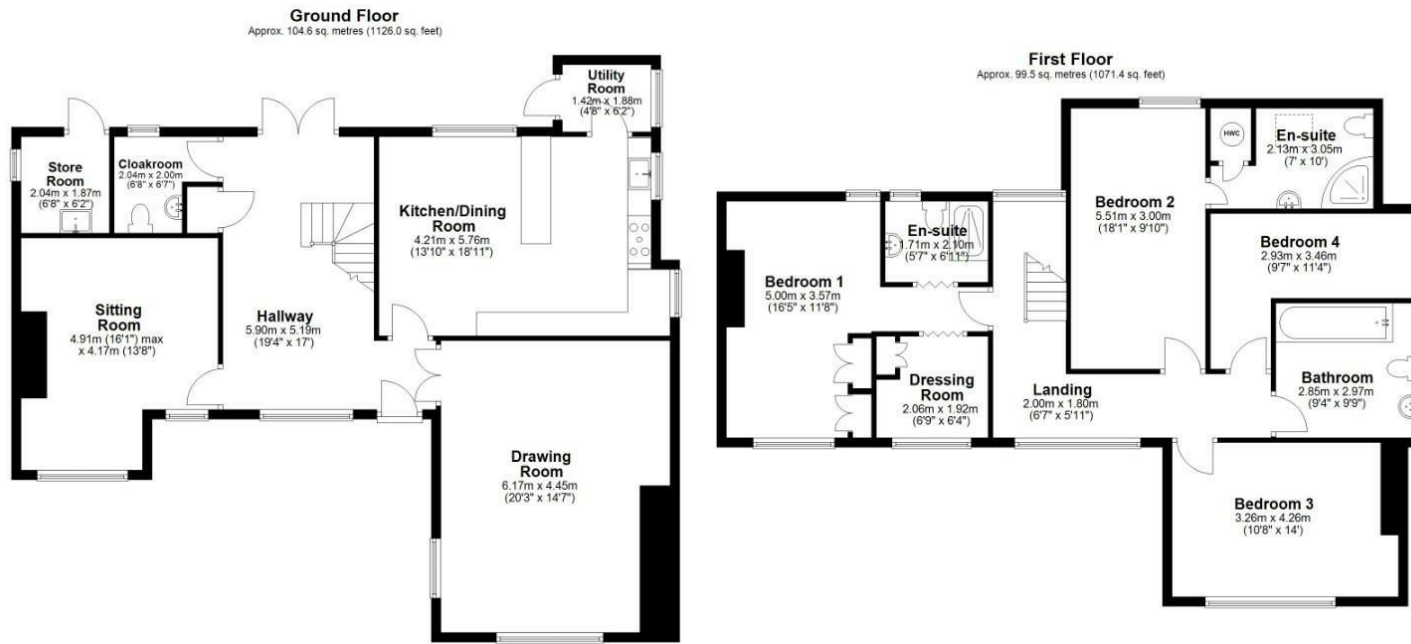 Ground Floor
Approx. 104.6 sq. metres (1126.0 sq. feet)
Utility
Room
1.42m x 1.88m
(4'8" x 6'2")
Store
Room
2.04m x 1.87m
(6'8" x 6'2")
Cloakroom
2.04m x 2.00m
(6'8" x 6'7")
Kitchen/Dining
Room
4.21m x 5.76m
(13'10" x 18'11")
Sitting
Room
4.91m (16'1") max
x 4.17m (13'8")
Hallway
5.90m x 5.19m
(19'4" x 17')
Drawing
Room
6.17m x 4.45m
(20'3" x 14'7")
First Floor
Approx. 99.5 sq. metres (1071.4 sq. feet)
HWC
En-suite
2.13m x 3.05m
(7' x 10')
Bedroom 2
5.51m x 3.00m
(18'1" x 9'10")
En-suite
1.71m x 2.10m
(5'7" x 6'11")
Bedroom 4
2.93m x 3.46m
(9'7" x 11'4")
Bedroom 1
5.00m x 3.57m
(16'5" x 11'8")
Dressing
Room
2.06m x 1.92m
(6'9" x 6'4")
Landing
2.00m x 1.80m
(6'7" x 5'11")
Bathroom
2.85m x 2.97m
(9'4" x 9'9")
Bedroom 3
3.26m x 4.26m
(10'8" x 14')